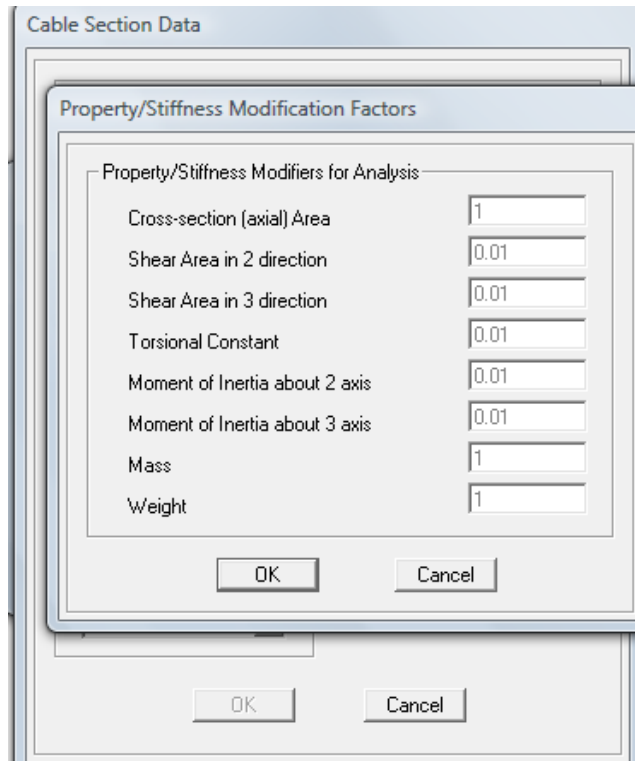 Cable Section Data
Property/Stiffness Modification Factors
Property/Stiffness Modifiers for Analysis
Cross-section (axial) Area 1
Shear Area in 2 direction 0.01
Shear Area in 3 direction 0.01
Torsional Constant 0.01
Moment of Inertia about 2 axis 0.01
Moment of Inertia about 3 axis 0.01
Mass 1
Weight 1
OK Cancel
OK Cancel